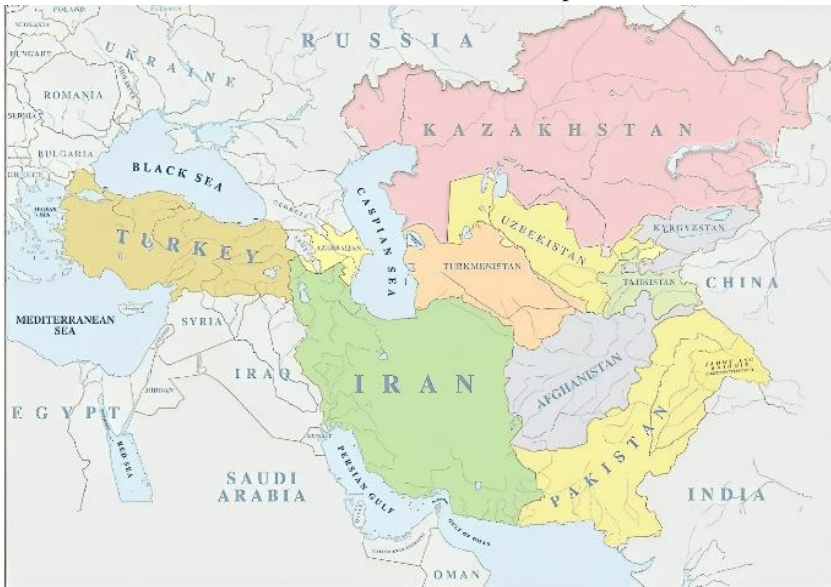 POLAND
RUSSIA
UKRAINE
HUNGARY
ROMANIA
KAZAKHSTAN
BULGARIA
BLACK SEA
CASPIAN SEA
GEORGIA
UZBEKISTAN
KYRGYZSTAN
TURKEY
AZERBAIJAN
TURKMENISTAN
TAJIKISTAN
CHINA
MEDITERRANEAN
SEA
SYRIA
IRAQ
IRAN
AFGHANISTAN
JORDAN
EGYPT
RED SEA
KUWAIT
PERSIAN GULF
SAUDI
ARABIA
PAKISTAN
INDIA
GULF OF OMAN
OMAN